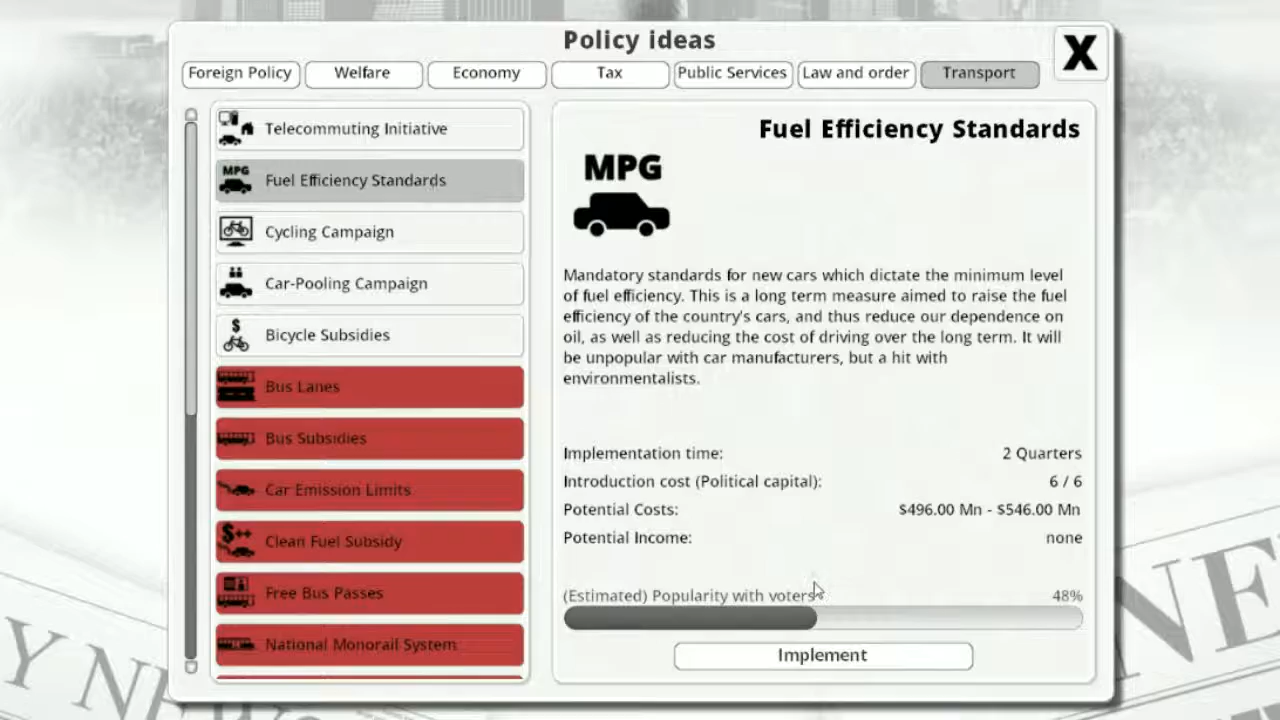 Policy ideas
X
Foreign Policy
Welfare
Economy
Tax
Public Services
Law and order
Transport
Telecommuting Initiative
MPG
Fuel Efficiency Standards
Cycling Campaign
Car-Pooling Campaign
$
Bicycle Subsidies
Bus Lanes
Bus Subsidies
Car Emission Limits
$++
Clean Fuel Subsidy
Free Bus Passes
National Monorail System
Fuel Efficiency Standards
MPG
Mandatory standards for new cars which dictate the minimum level
of fuel efficiency. This is a long term measure aimed to raise the fuel
efficiency of the country's cars, and thus reduce our dependence on
oil, as well as reducing the cost of driving over the long term. It will
be unpopular with car manufacturers, but a hit with
environmentalists.
Implementation time: 2 Quarters
Introduction cost (Political capital): 6 / 6
Potential Costs: $496.00 Mn - $546.00 Mn
Potential Income: none
(Estimated) Popularity with voters 48%
Implement